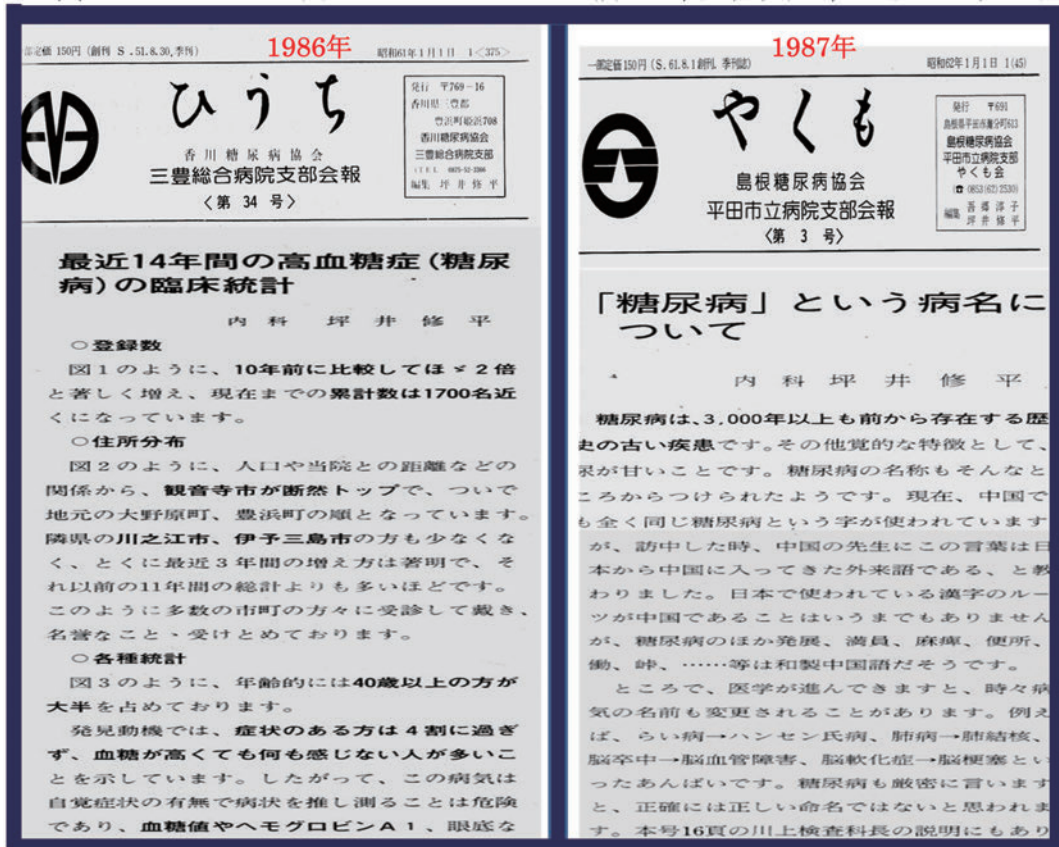 1986年
部定価 150円 (創刊 S.51.8.30,季刊)
昭和61年1月1日 1<375>
ひうち
香川糖尿病協会
三豊総合病院支部会報
〈第 34 号〉
発行 〒769-16
香川県三豊郡
豊浜町姫浜708
香川糖尿病協会
三豊総合病院支部
(TEL 0875-52-3366
編集 坪井修平
最近14年間の高血糖症(糖尿
病)の臨床統計
内科 坪井修平
○登録数
図1のように、10年前に比較してほゞ2倍
と著しく増え、現在までの累計数は1700名近
くになっています。
○住所分布
図2のように、人口や当院との距離などの
関係から、観音寺市が断然トップで、ついで
地元の大野原町、豊浜町の順となっています。
隣県の川之江市、伊予三島市の方も少なくな
く、とくに最近3年間の増え方は著明で、そ
れ以前の11年間の総計よりも多いほどです。
このように多数の市町の方々に受診して戴き、
名誉なこと、受けとめております。
○各種統計
図3のように、年齢的には40歳以上の方が
大半を占めております。
発見動機では、症状のある方は4割に過ぎ
ず、血糖が高くても何も感じない人が多いこ
とを示しています。したがって、この病気は
自覚症状の有無で病状を推し測ることは危険
であり、血糖値やヘモグロビンA1、眼底な
1987年
一部定価150円(S.61.8.1創刊、季刊誌)
昭和62年1月1日 1(45)
やくも
島根糖尿病協会
平田市立病院支部会報
〈第 3 号〉
発行 〒691
島根県平田市灘分町613
島根糖尿病協会
平田市立病院支部
やくも会
(☎ (0853)(62)2530)
編集 吾郷淳子
坪井修平
「糖尿病」という病名に
ついて
内科 坪井修平
糖尿病は、3,000年以上も前から存在する歴
史の古い疾患です。その他覚的な特徴として、
尿が甘いことです。糖尿病の名称もそんなと
ころからつけられたようです。現在、中国で
も全く同じ糖尿病という字が使われています
が、訪中した時、中国の先生にこの言葉は日
本から中国に入ってきた外来語である、と教
わりました。日本で使われている漢字のルー
ツが中国であることはいうまでもありません
が、糖尿病のほか発展、満員、麻痺、便所、
働、峠、……等は和製中国語だそうです。
ところで、医学が進んできますと、時々病
気の名前も変更されることがあります。例え
ば、らい病→ハンセン氏病、肺病→肺結核、
脳卒中→脳血管障害、脳軟化症→脳梗塞とい
ったあんばいです。糖尿病も厳密に言います
と、正確には正しい命名ではないと思われま
す。本号16頁の川上検査科長の説明にもあり